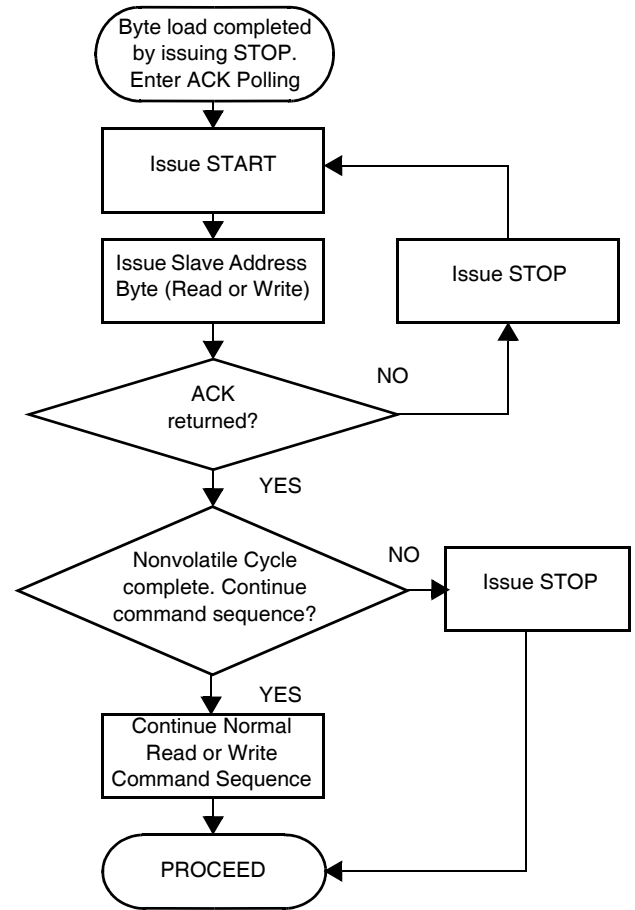 Byte load completed
by issuing STOP.
Enter ACK Polling
Issue START
Issue Slave Address
Byte (Read or Write)
Issue STOP
ACK
returned?
NO
YES
Nonvolatile Cycle
complete. Continue
command sequence?
NO
Issue STOP
YES
Continue Normal
Read or Write
Command Sequence
PROCEED